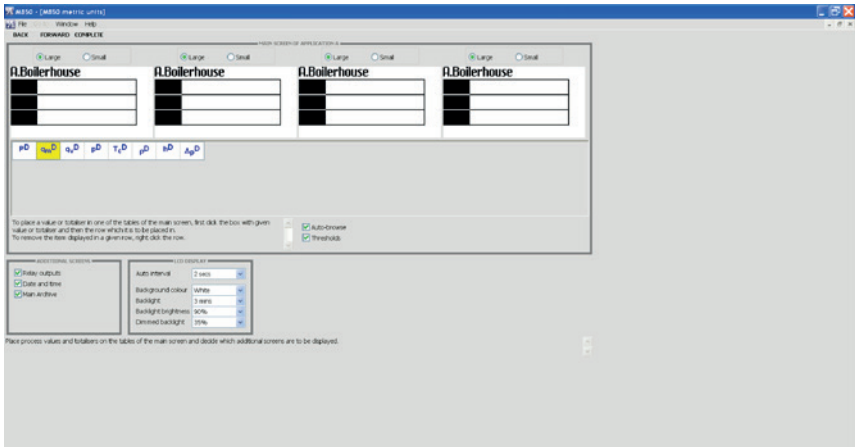 M850 - [M850 metric units]
File Window Help
BACK FORWARD COMPLETE
MAIN SCREEN OF APPLICATION A
Large Small Large Small Large Small Large Small
A.Boilerhouse A.Boilerhouse A.Boilerhouse A.Boilerhouse
To place a value or totaliser in one of the tables of the main screen, first click the box with given
value or totaliser and then the row which it is to be placed in.
To remove the item displayed in a given row, right click the row.
Auto-browse
Thresholds
ADDITIONAL SCREENS
Relay outputs
Date and time
Main Archive
LCD DISPLAY
Auto interval 2 secs
Background colour White
Backlight 3 mins
Backlight brightness 90%
Dimmed backlight 35%
Place process values and totalisers on the tables of the main screen and decide which additional screens are to be displayed.